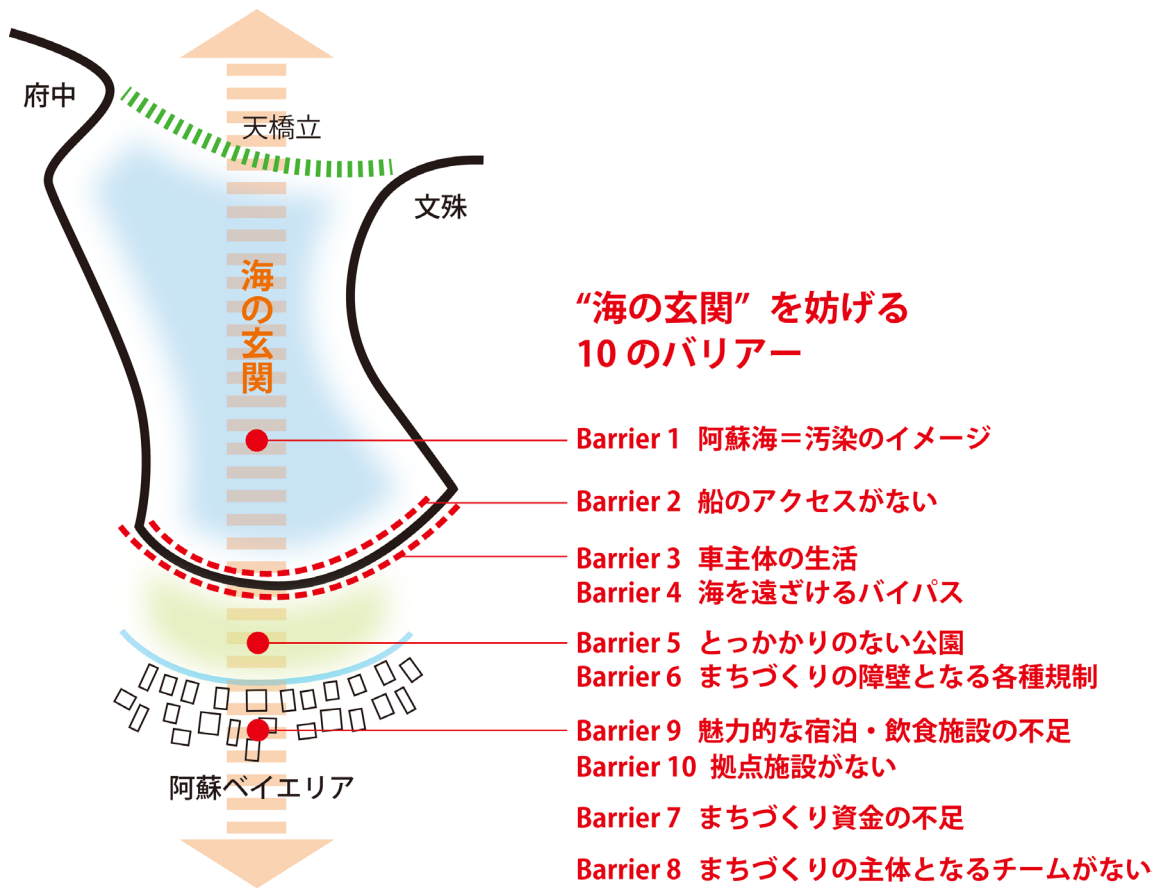 府中
天橋立
文殊
海の玄関
“海の玄関” を妨げる
10 のバリアー
Barrier 1 阿蘇海＝汚染のイメージ
Barrier 2 船のアクセスがない
Barrier 3 車主体の生活
Barrier 4 海を遠ざけるバイパス
Barrier 5 とっかかりのない公園
Barrier 6 まちづくりの障壁となる各種規制
Barrier 9 魅力的な宿泊・飲食施設の不足
Barrier 10 拠点施設がない
阿蘇ベイエリア
Barrier 7 まちづくり資金の不足
Barrier 8 まちづくりの主体となるチームがない